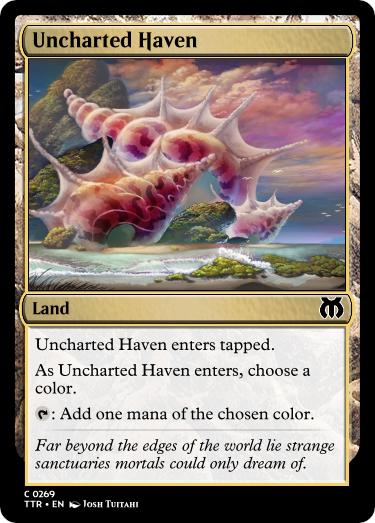 Uncharted Haven
Land
Uncharted Haven enters tapped.
As Uncharted Haven enters, choose a
color.
: Add one mana of the chosen color.
Far beyond the edges of the world lie strange
sanctuaries mortals could only dream of.
C 0269
TTR • EN Josh Tuitahi